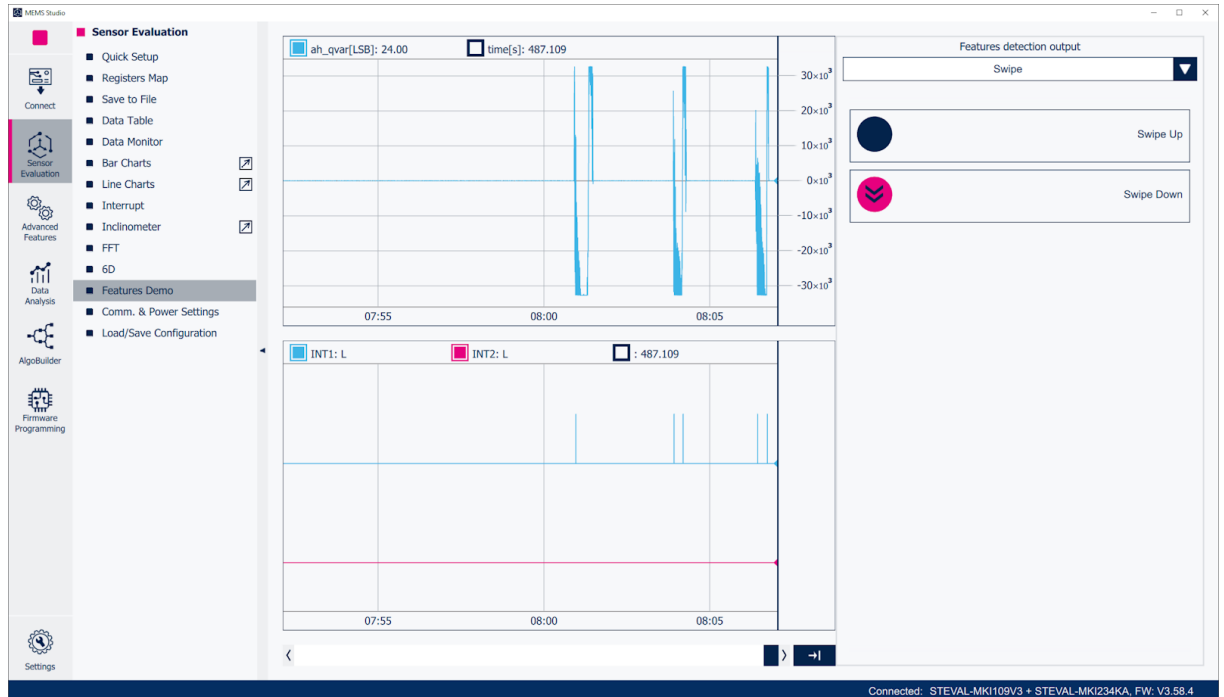 MEMS Studio
Connect
Sensor
Evaluation
Advanced
Features
Data
Analysis
AlgoBuilder
Firmware
Programming
Settings
Sensor Evaluation
Quick Setup
Registers Map
Save to File
Data Table
Data Monitor
Bar Charts
Line Charts
Interrupt
Inclinometer
FFT
6D
Features Demo
Comm. & Power Settings
Load/Save Configuration
ah_qvar[LSB]: 24.00 time[s]: 487.109
30×10³
20×10³
10×10³
0×10³
-10×10³
-20×10³
-30×10³
07:55 08:00 08:05
INT1: L INT2: L : 487.109
07:55 08:00 08:05
Features detection output
Swipe
Swipe Up
Swipe Down
Connected: STEVAL-MKI109V3 + STEVAL-MKI234KA, FW: V3.58.4